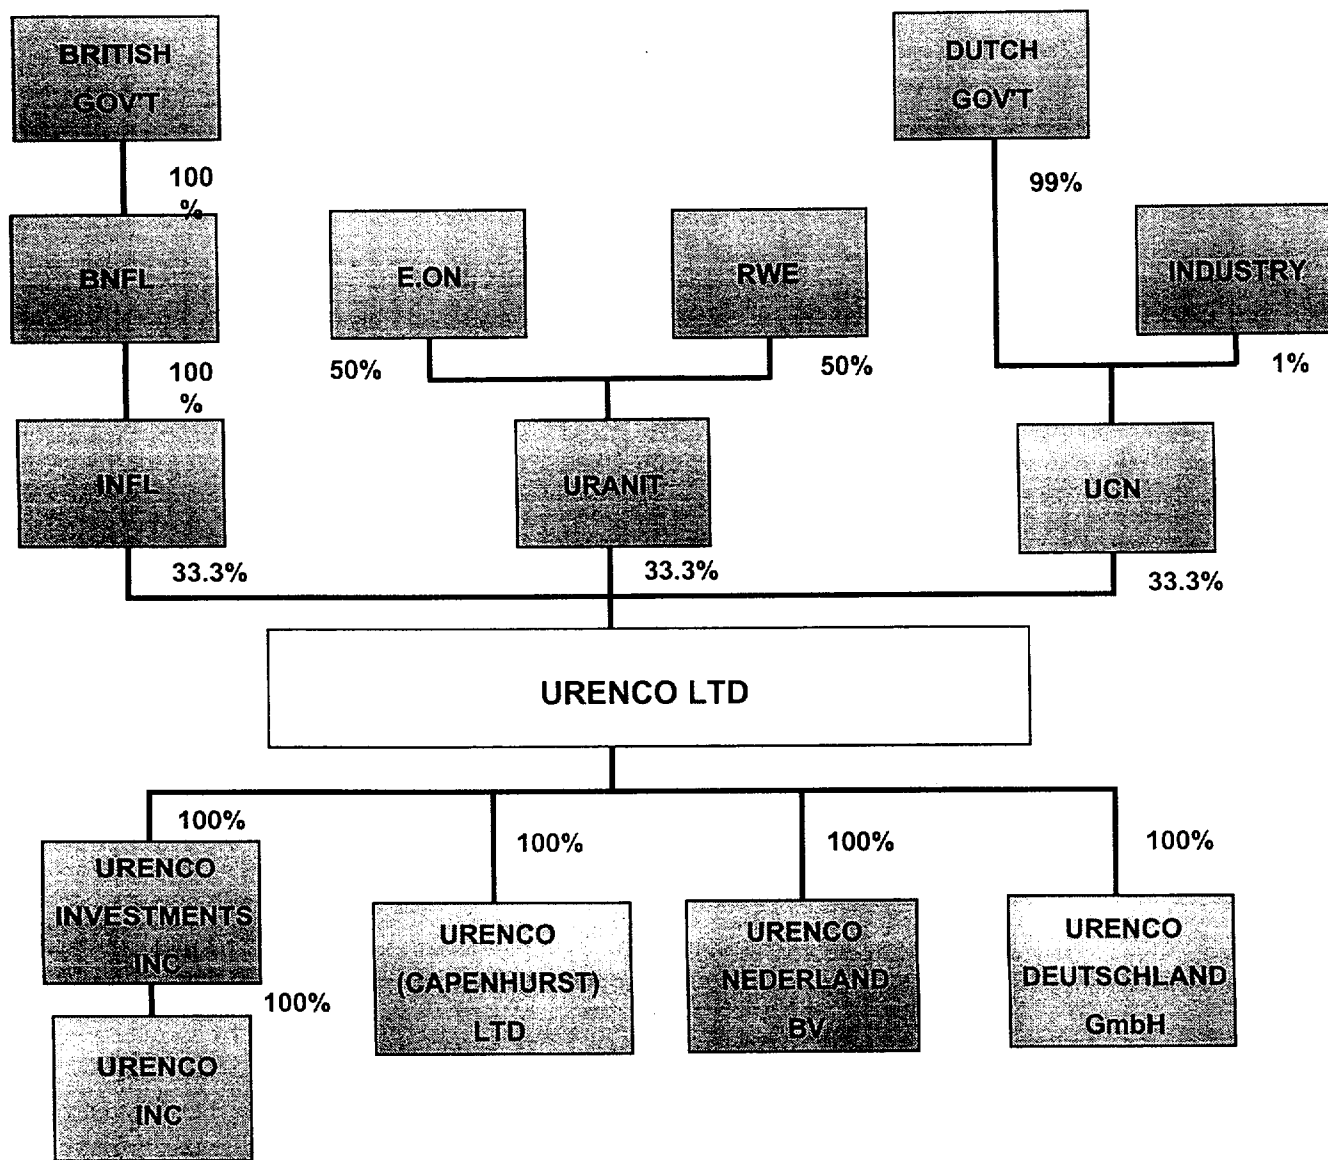 BRITISH
GOV'T
DUTCH
GOV'T
100
%
99%
BNFL
E.ON
RWE
INDUSTRY
100
%
50%
50%
1%
INFL
URANIT
UCN
33.3%
33.3%
33.3%
URENCO LTD
100%
100%
100%
100%
URENCO
INVESTMENTS
INC
URENCO
(CAPENHURST)
LTD
URENCO
NEDERLAND
BV
URENCO
DEUTSCHLAND
GmbH
100%
URENCO
INC